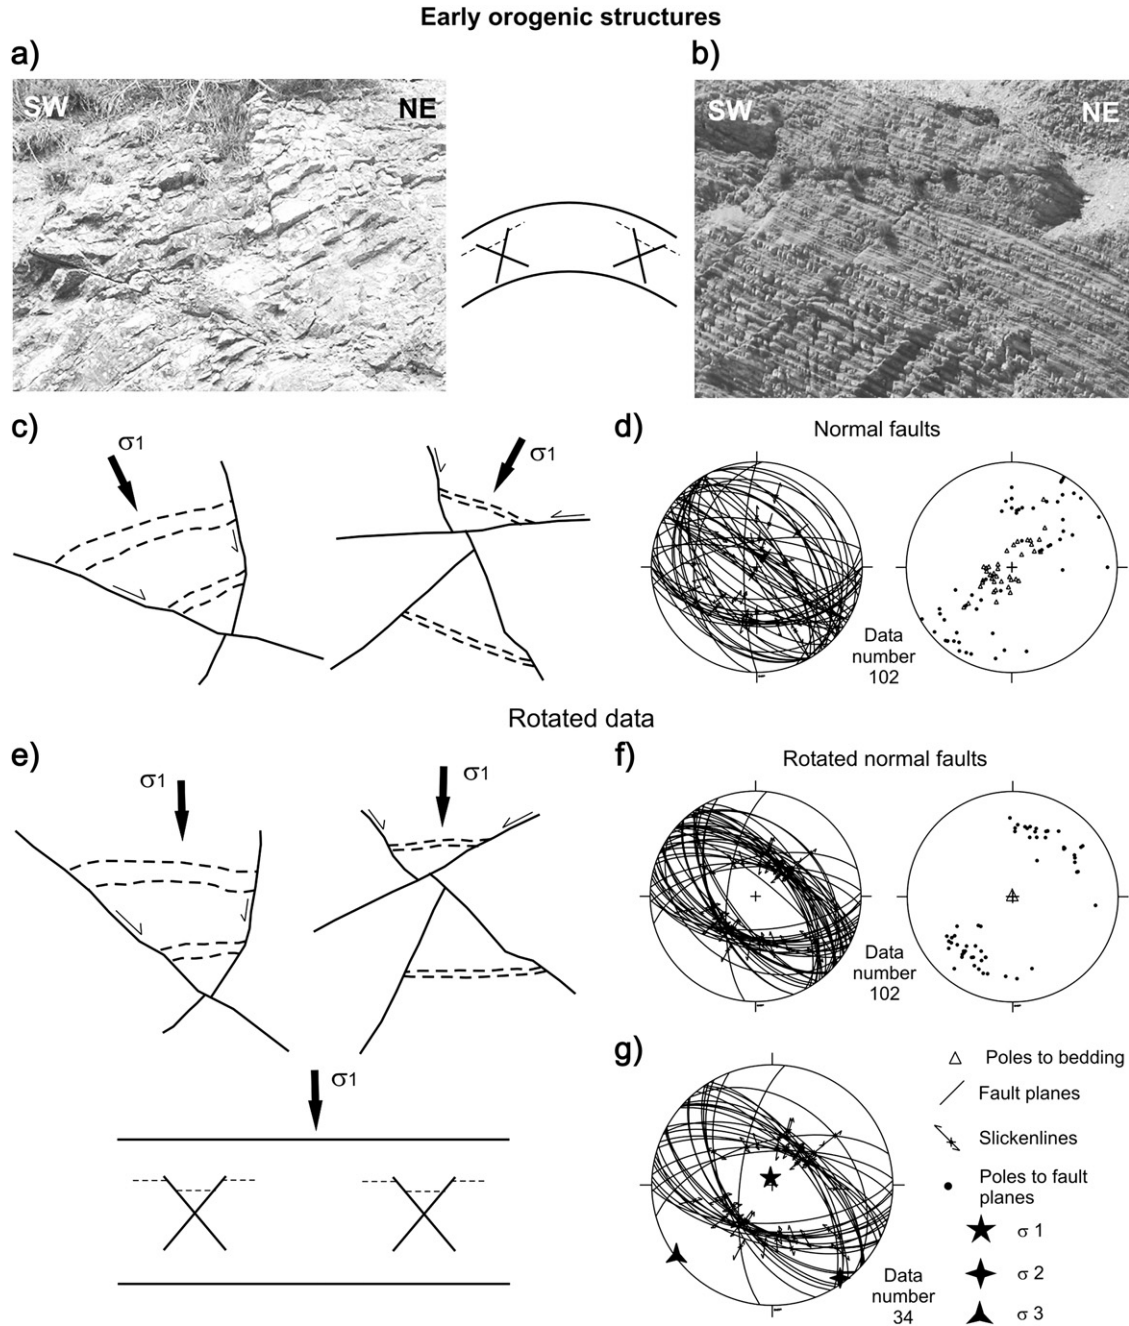 Early orogenic structures
a)
b)
SW
NE
SW
NE
c)
σ1
σ1
d)
Normal faults
Data
number
102
Rotated data
e)
σ1
σ1
f)
Rotated normal faults
Data
number
102
σ1
g)
Data
number
34
Poles to bedding
Fault planes
Slickenlines
Poles to fault
planes
σ 1
σ 2
σ 3